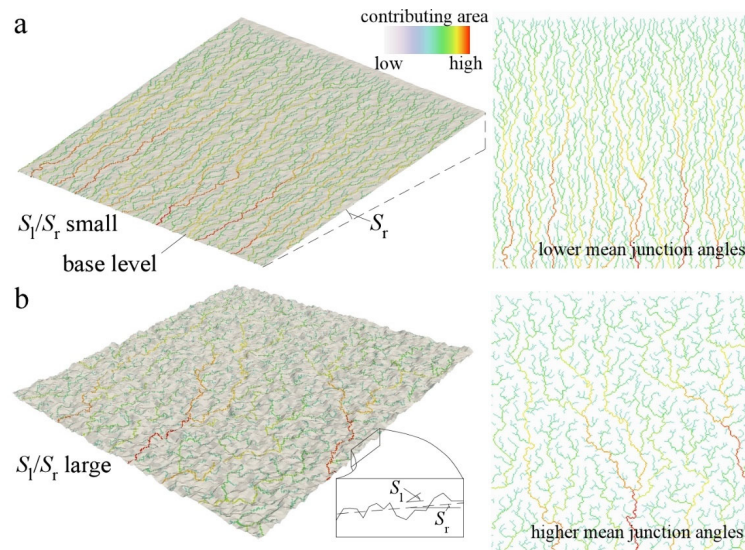 a
contributing area
low high
S_l/S_r small
base level
S_r
lower mean junction angles
b
S_l/S_r large
S_l
S_r
higher mean junction angles